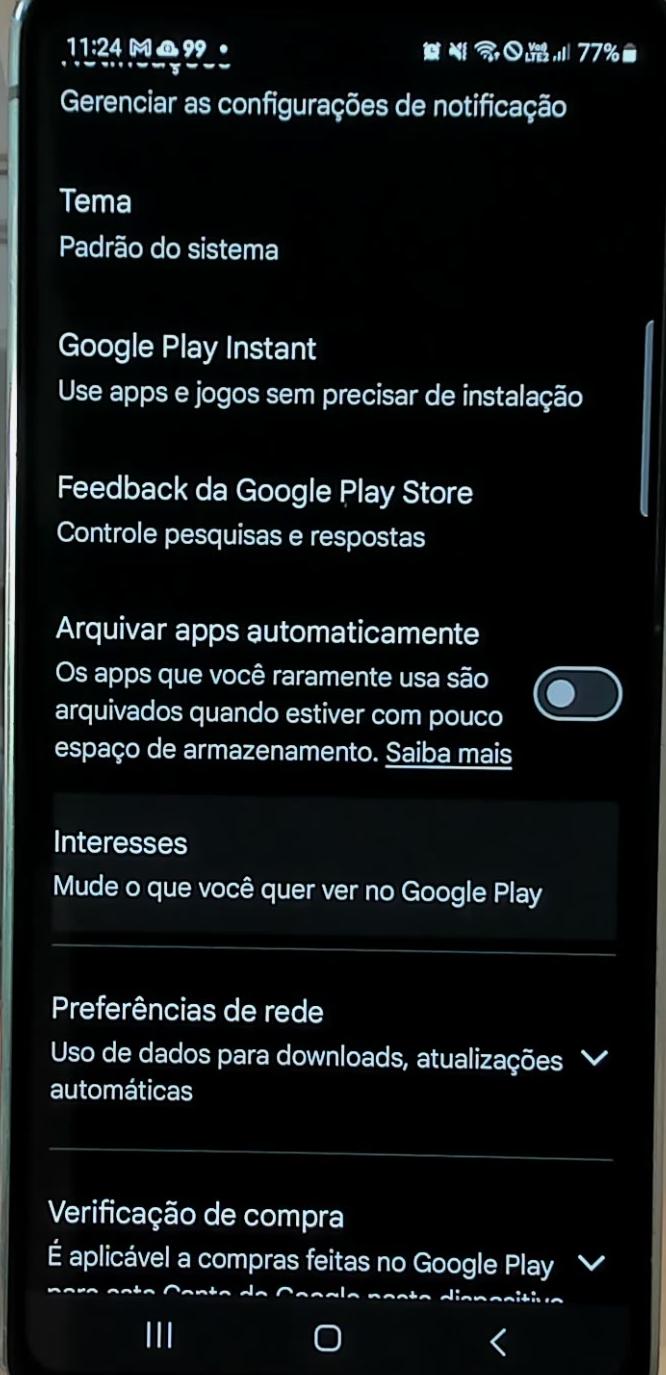 11:24 99
77%
Gerenciar as configurações de notificação
Tema
Padrão do sistema
Google Play Instant
Use apps e jogos sem precisar de instalação
Feedback da Google Play Store
Controle pesquisas e respostas
Arquivar apps automaticamente
Os apps que você raramente usa são
arquivados quando estiver com pouco
espaço de armazenamento. Saiba mais
Interesses
Mude o que você quer ver no Google Play
Preferências de rede
Uso de dados para downloads, atualizações
automáticas
Verificação de compra
É aplicável a compras feitas no Google Play